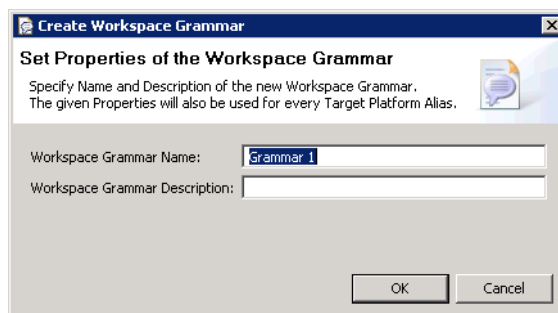 Create Workspace Grammar
Set Properties of the Workspace Grammar
Specify Name and Description of the new Workspace Grammar.
The given Properties will also be used for every Target Platform Alias.
Workspace Grammar Name: Grammar 1
Workspace Grammar Description:
OK Cancel